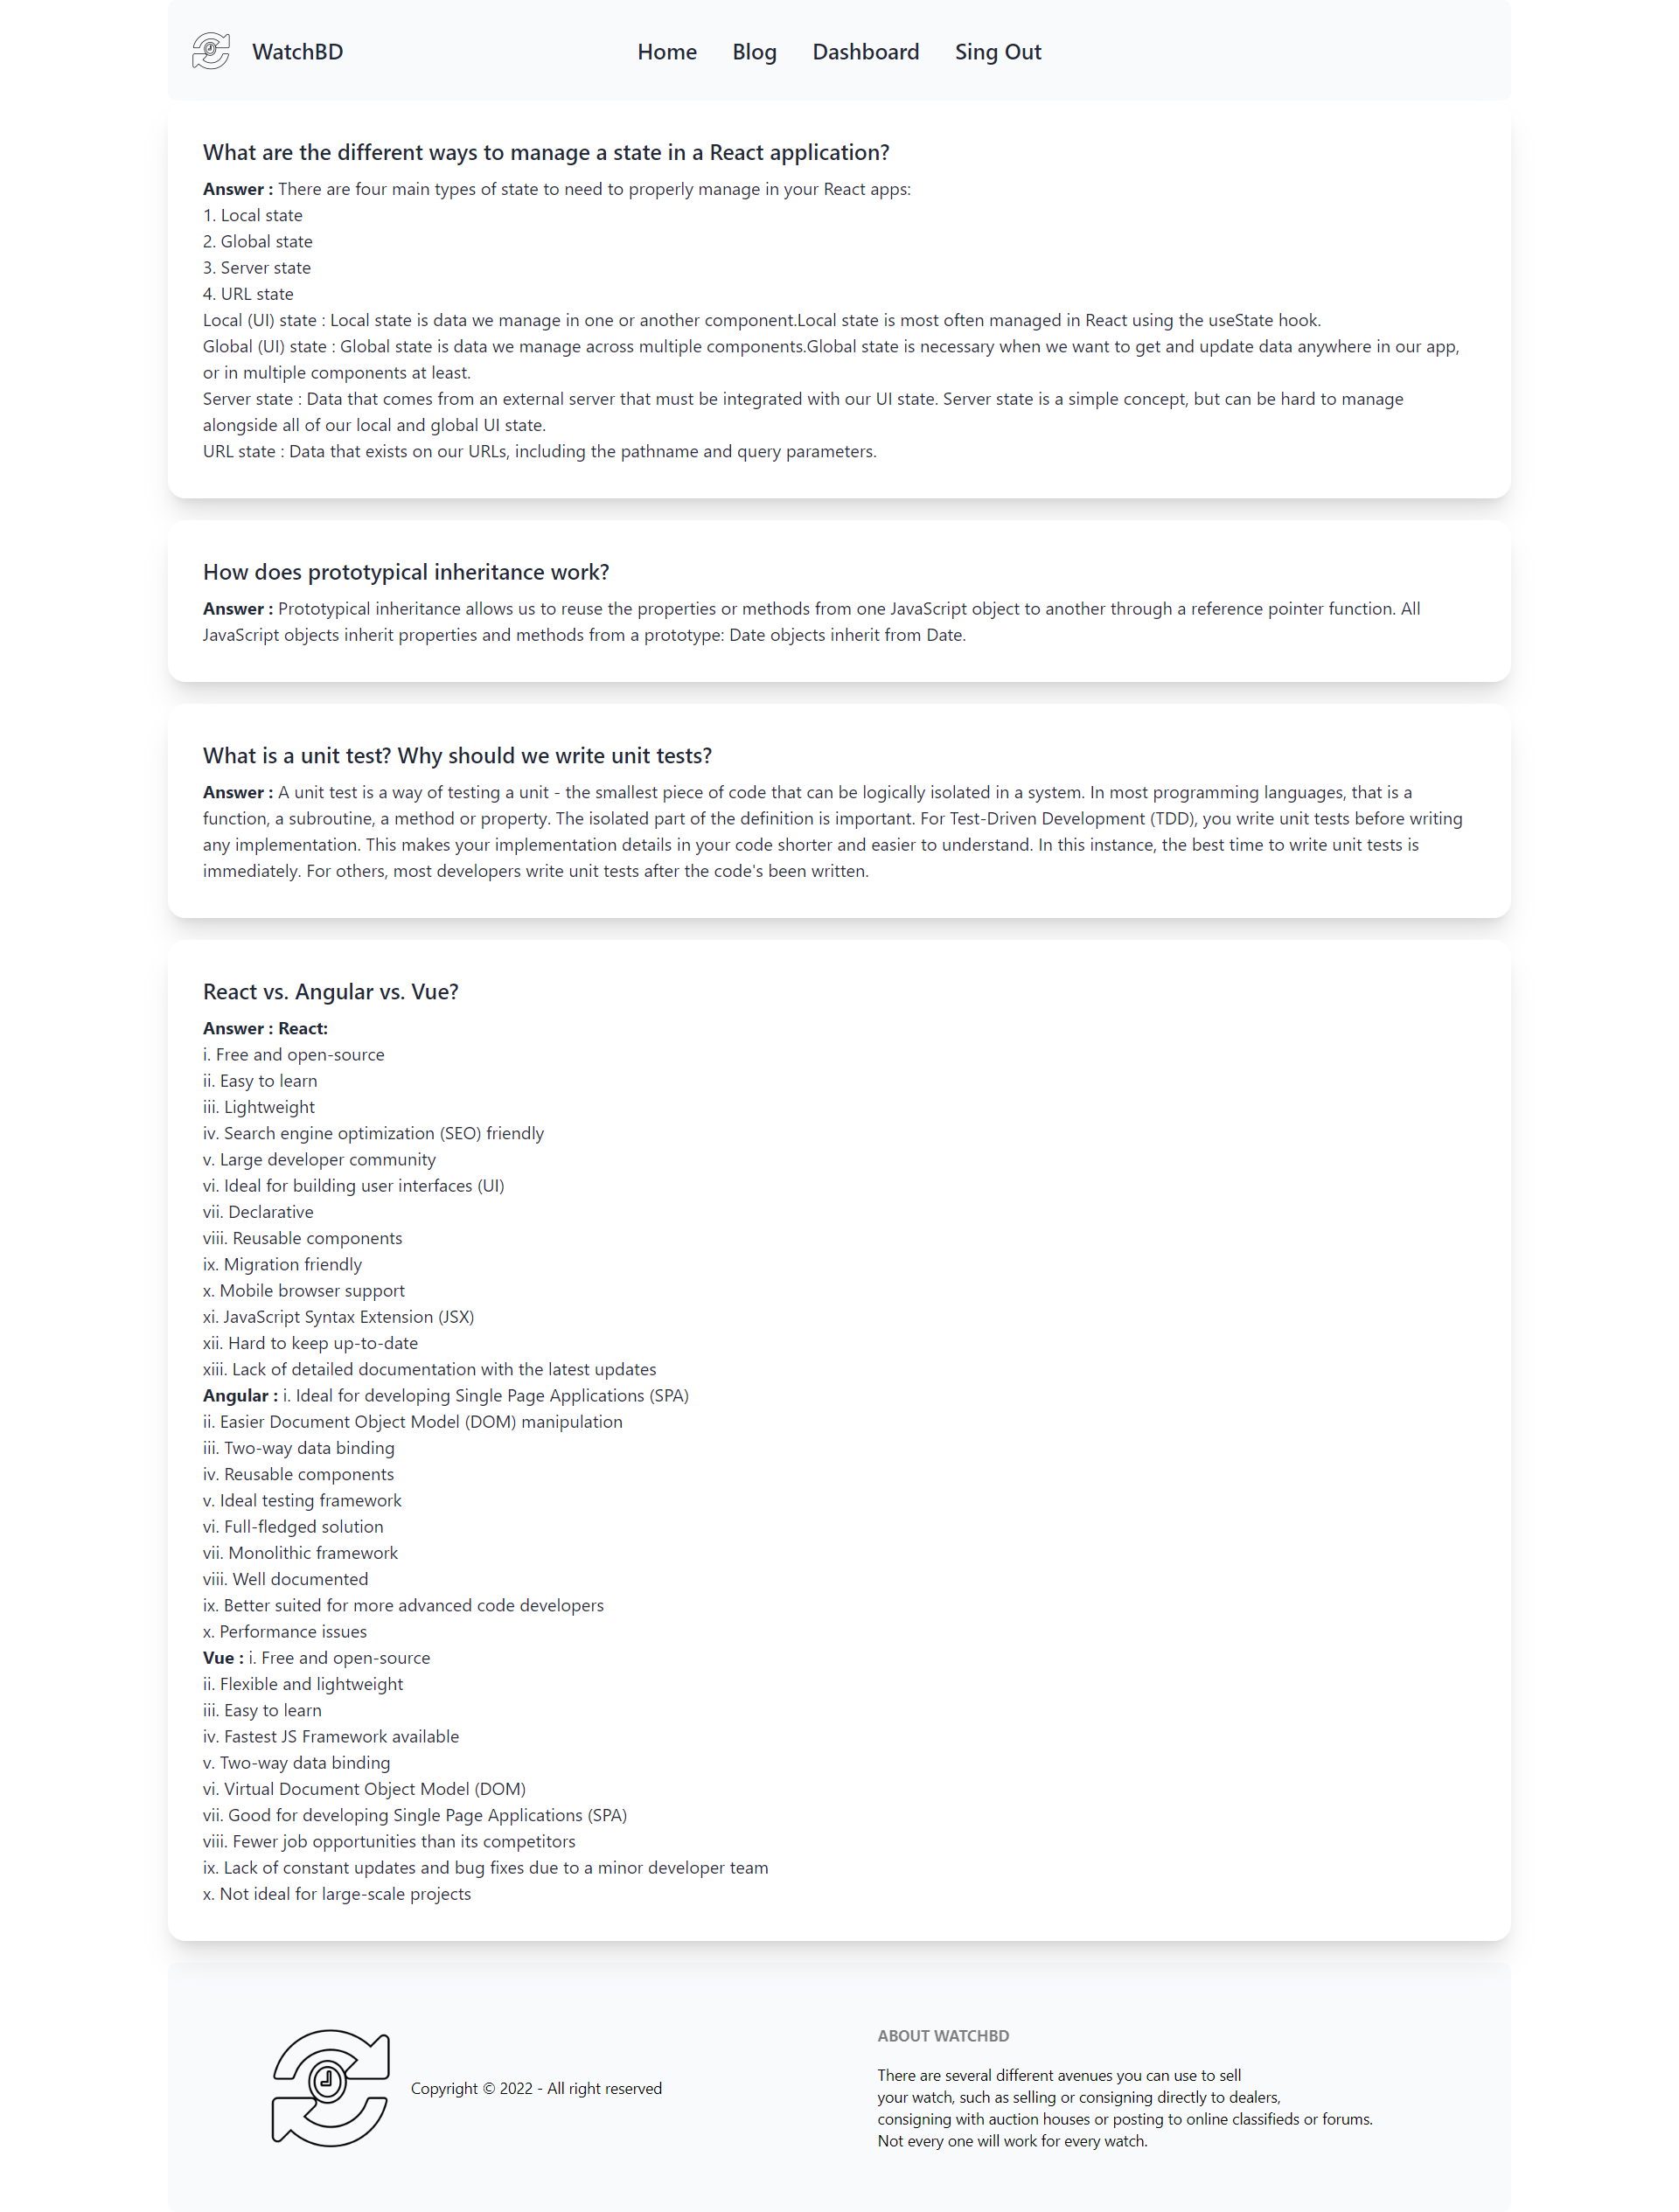 WatchBD
Home Blog Dashboard Sing Out
What are the different ways to manage a state in a React application?
Answer : There are four main types of state to need to properly manage in your React apps:
1. Local state
2. Global state
3. Server state
4. URL state
Local (UI) state : Local state is data we manage in one or another component.Local state is most often managed in React using the useState hook.
Global (UI) state : Global state is data we manage across multiple components.Global state is necessary when we want to get and update data anywhere in our app,
or in multiple components at least.
Server state : Data that comes from an external server that must be integrated with our UI state. Server state is a simple concept, but can be hard to manage
alongside all of our local and global UI state.
URL state : Data that exists on our URLs, including the pathname and query parameters.
How does prototypical inheritance work?
Answer : Prototypical inheritance allows us to reuse the properties or methods from one JavaScript object to another through a reference pointer function. All
JavaScript objects inherit properties and methods from a prototype: Date objects inherit from Date.
What is a unit test? Why should we write unit tests?
Answer : A unit test is a way of testing a unit - the smallest piece of code that can be logically isolated in a system. In most programming languages, that is a
function, a subroutine, a method or property. The isolated part of the definition is important. For Test-Driven Development (TDD), you write unit tests before writing
any implementation. This makes your implementation details in your code shorter and easier to understand. In this instance, the best time to write unit tests is
immediately. For others, most developers write unit tests after the code's been written.
React vs. Angular vs. Vue?
Answer : React:
i. Free and open-source
ii. Easy to learn
iii. Lightweight
iv. Search engine optimization (SEO) friendly
v. Large developer community
vi. Ideal for building user interfaces (UI)
vii. Declarative
viii. Reusable components
ix. Migration friendly
x. Mobile browser support
xi. JavaScript Syntax Extension (JSX)
xii. Hard to keep up-to-date
xiii. Lack of detailed documentation with the latest updates
Angular : i. Ideal for developing Single Page Applications (SPA)
ii. Easier Document Object Model (DOM) manipulation
iii. Two-way data binding
iv. Reusable components
v. Ideal testing framework
vi. Full-fledged solution
vii. Monolithic framework
viii. Well documented
ix. Better suited for more advanced code developers
x. Performance issues
Vue : i. Free and open-source
ii. Flexible and lightweight
iii. Easy to learn
iv. Fastest JS Framework available
v. Two-way data binding
vi. Virtual Document Object Model (DOM)
vii. Good for developing Single Page Applications (SPA)
viii. Fewer job opportunities than its competitors
ix. Lack of constant updates and bug fixes due to a minor developer team
x. Not ideal for large-scale projects
Copyright © 2022 - All right reserved
ABOUT WATCHBD
There are several different avenues you can use to sell
your watch, such as selling or consigning directly to dealers,
consigning with auction houses or posting to online classifieds or forums.
Not every one will work for every watch.